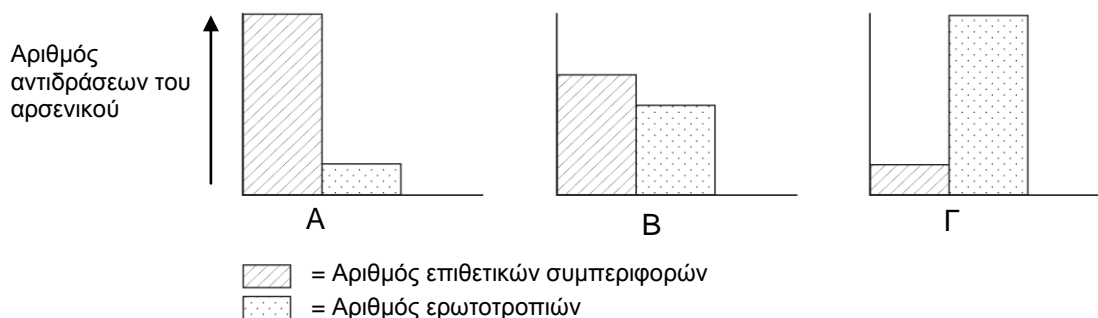 Αριθμός
αντιδράσεων του
αρσενικού
Α
Β
Γ
= Αριθμός επιθετικών συμπεριφορών
= Αριθμός ερωτοτροπιών